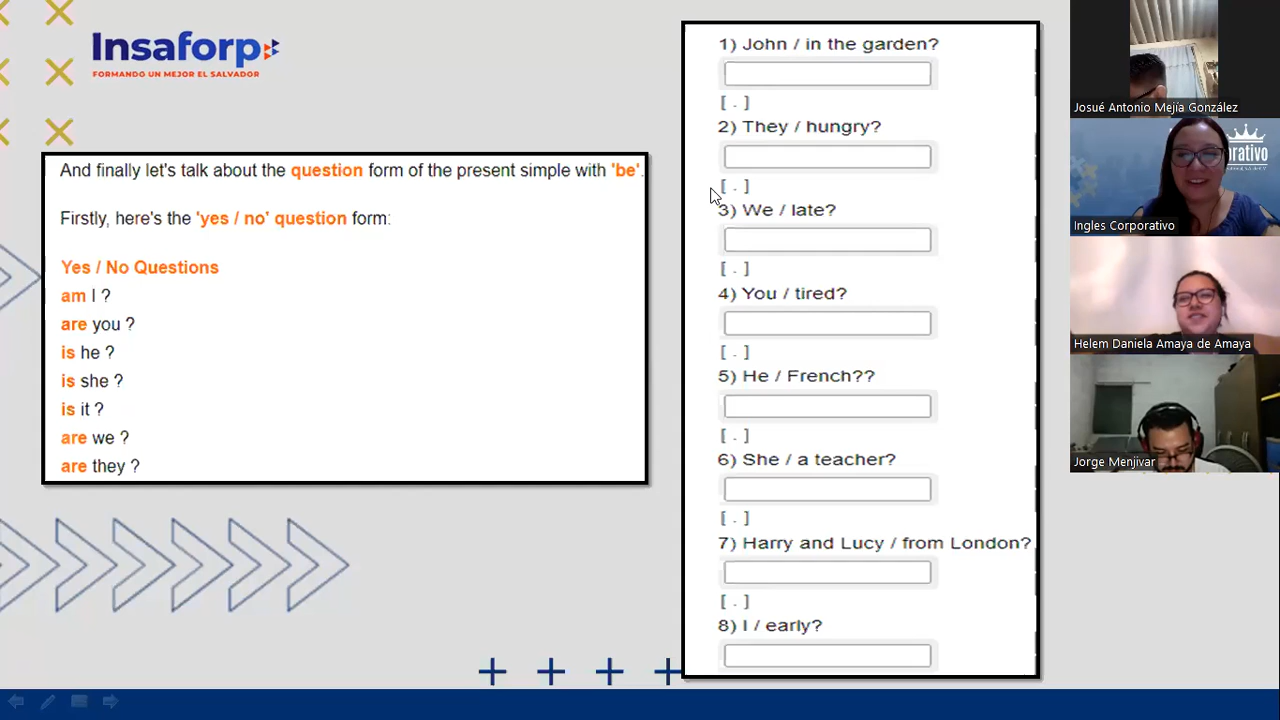 Insaforp
FORMANDO UN MEJOR EL SALVADOR
And finally let's talk about the question form of the present simple with 'be'.
Firstly, here's the 'yes / no' question form:
Yes / No Questions
am I ?
are you ?
is he ?
is she ?
is it ?
are we ?
are they ?
1) John / in the garden?
[ . ]
2) They / hungry?
[ . ]
3) We / late?
[ . ]
4) You / tired?
[ . ]
5) He / French??
[ . ]
6) She / a teacher?
[ . ]
7) Harry and Lucy / from London?
[ . ]
8) I / early?
Josué Antonio Mejía González
Ingles Corporativo
Helem Daniela Amaya de Amaya
Jorge Menjivar